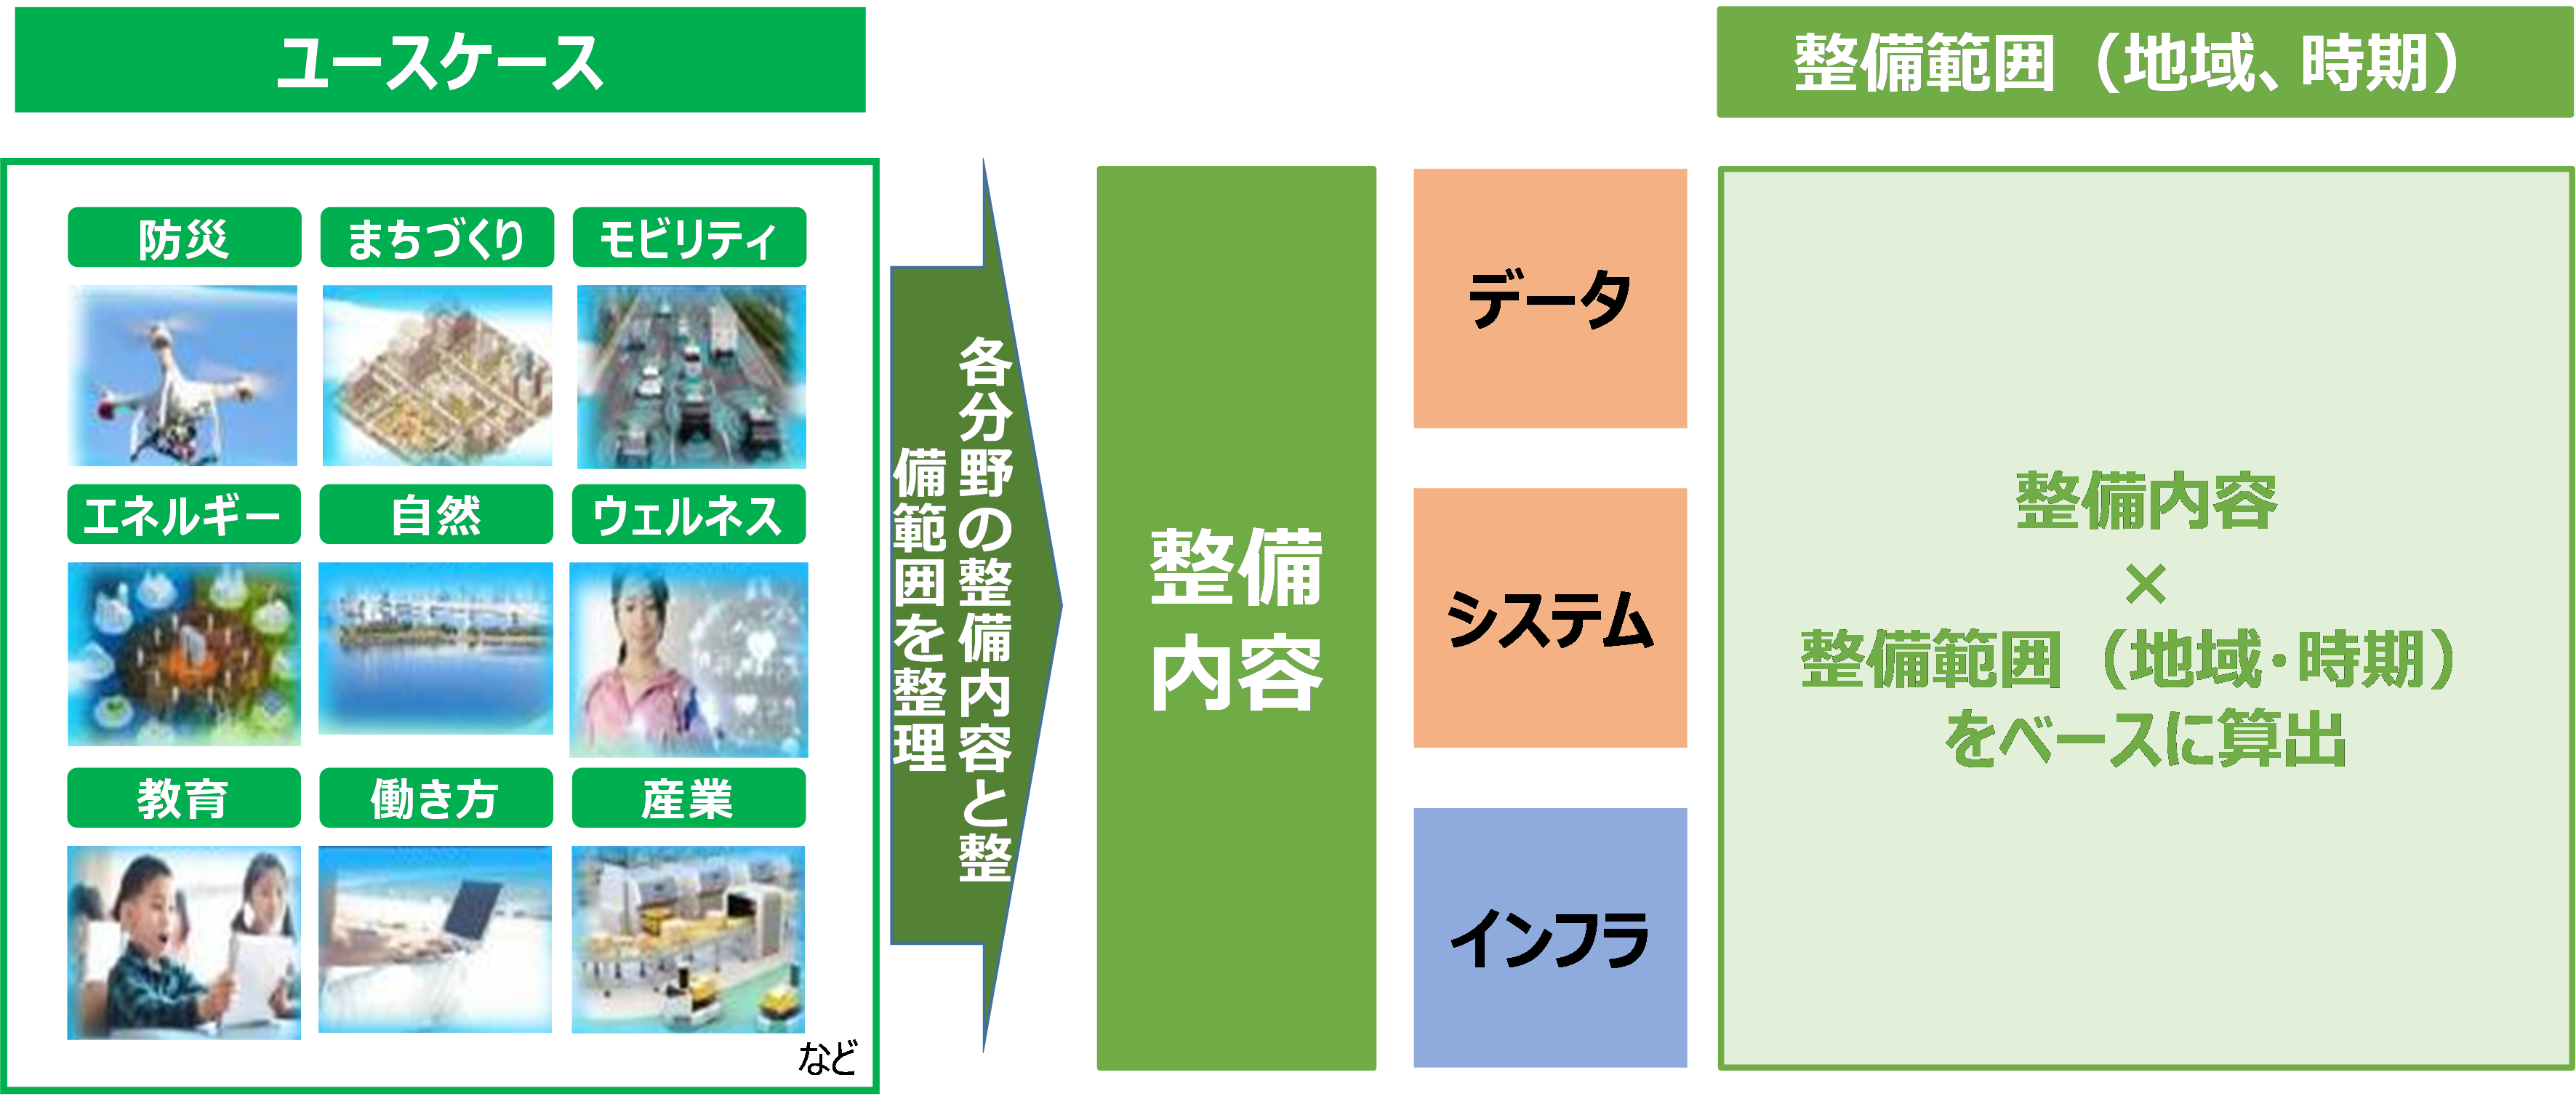 ユースケース
整備範囲（地域、時期）
防災
まちづくり
モビリティ
エネルギー
自然
ウェルネス
教育
働き方
産業
など
各分野の整備内容と整
備範囲を整理
整備
内容
データ
システム
インフラ
整備内容
×
整備範囲（地域・時期）
をベースに算出